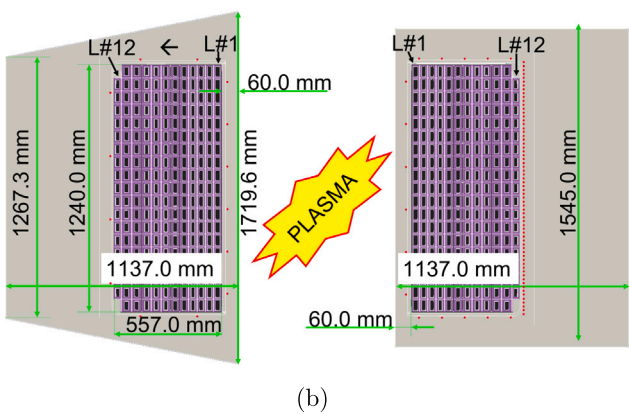 L#12 ← L#1
60.0 mm
1267.3 mm
1240.0 mm
1719.6 mm
1137.0 mm
557.0 mm
PLASMA
L#1 L#12
1545.0 mm
1137.0 mm
60.0 mm
(b)